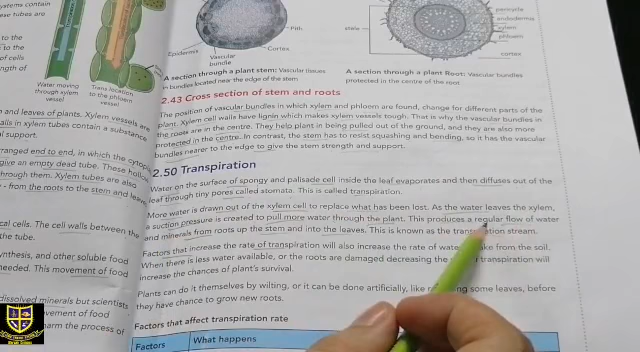 ystems contain
ese tubes are
to the
to the
of cells
ngth of
Water moving
through xylem
vessel
Trans location
to the phloem
vessel
Epidermis
Vascular
bundle
Pith
Cortex
A section through a plant stem: Vascular tissues
in bundles located near the edge of the stem
stele
pericycle
endodermis
xylem
phloem
cortex
A section through a plant Root: Vascular bundles
protected in the centre of the root
2.43 Cross section of stem and roots
The position of vascular bundles in which xylem and phloem are found, change for different parts of the
plant. Xylem cell walls have lignin which makes xylem vessels tough. That is why the vascular bundles in
the roots are in the centre. They help plant in being pulled out of the ground, and they are also more
protected in the centre. In contrast, the stem has to resist squashing and bending, so it has the vascular
bundles nearer to the edge to give the stem strength and support.
and leaves of plants. Xylem vessels are
alls in xylem tubes contain a substance
al support.
rranged end to end, in which the cytop
give an empty dead tube. These hollow
through them. Xylem tubes are also
- from the roots to the stem and leave
cal cells. The cell walls between the
the tube.
ynthesis, and other soluble food
needed. This movement of food
dissolved minerals but scientists
vement of food
harm the process of
2.50 Transpiration
Water on the surface of spongy and palisade cell inside the leaf evaporates and then diffuses out of the
leaf through tiny pores called stomata. This is called transpiration.
More water is drawn out of the xylem cell to replace what has been lost. As the water leaves the xylem,
a suction pressure is created to pull more water through the plant. This produces a regular flow of water
and minerals from roots up the stem and into the leaves. This is known as the transpiration stream.
Factors that increase the rate of transpiration will also increase the rate of water from the soil.
When there is less water available, or the roots are damaged decreasing the transpiration will
increase the chances of plant's survival.
Plants can do it themselves by wilting, or it can be done artificially, like some leaves, before
they have chance to grow new roots.
Factors that affect transpiration rate
Factors
What happens